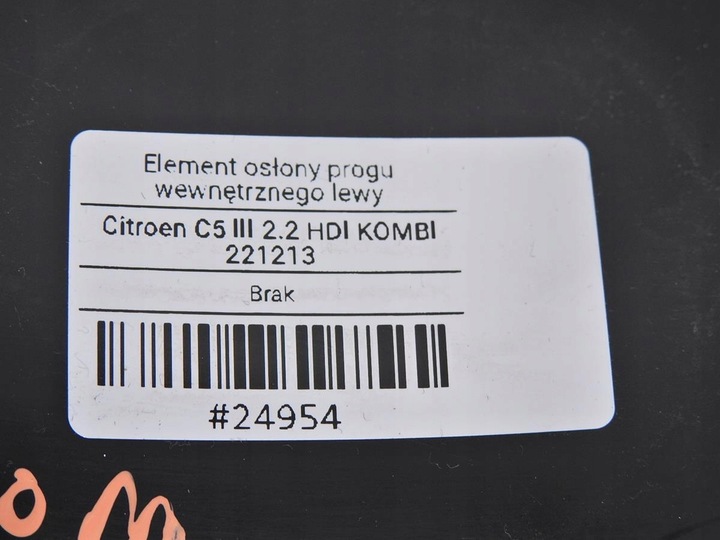 Element osłony progu
wewnętrznego lewy
Citroen C5 III 2.2 HDI KOMBI
221213
Brak
#24954